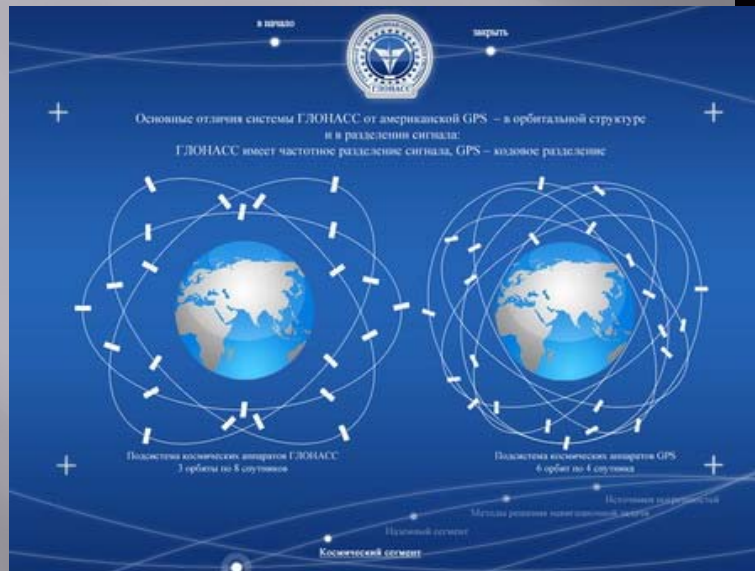 в начало
закрыть
ГЛОНАСС
Основные отличия системы ГЛОНАСС от американской GPS – в орбитальной структуре
и в разделении сигнала:
ГЛОНАСС имеет частотное разделение сигнала, GPS – кодовое разделение
Подсистема космических аппаратов ГЛОНАСС
3 орбиты по 8 спутников
Подсистема космических аппаратов GPS
6 орбит по 4 спутника
Источники погрешностей
Методы решения навигационной задачи
Наземный сегмент
Космический сегмент